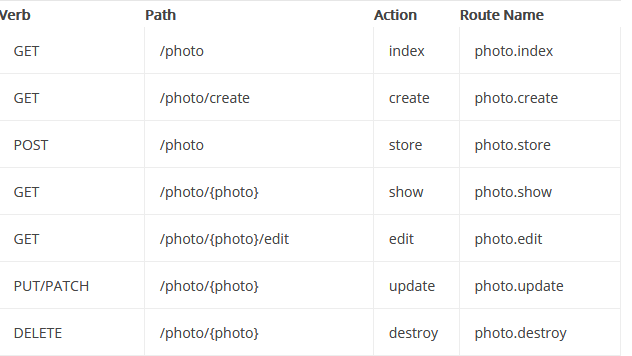 Verb Path Action Route Name
GET /photo index photo.index
GET /photo/create create photo.create
POST /photo store photo.store
GET /photo/{photo} show photo.show
GET /photo/{photo}/edit edit photo.edit
PUT/PATCH /photo/{photo} update photo.update
DELETE /photo/{photo} destroy photo.destroy